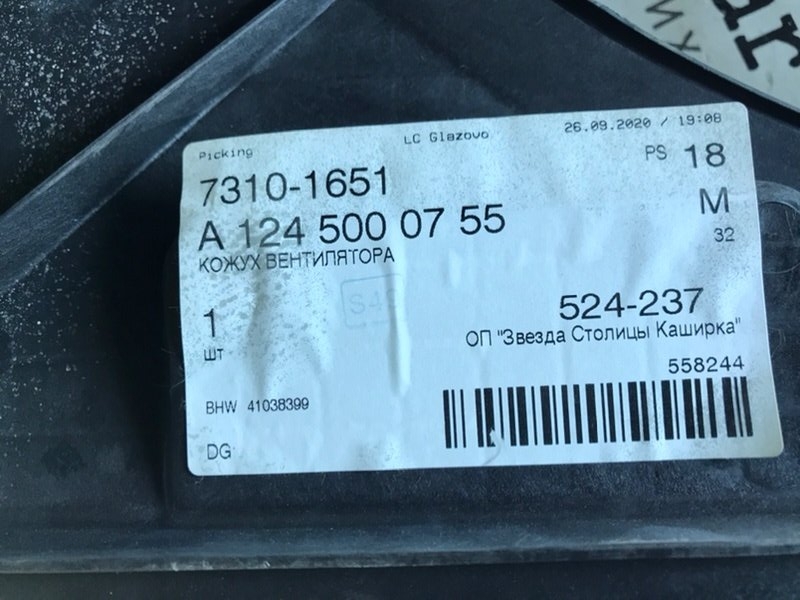 Picking LC Glazovo 26.09.2020 / 19:08
7310-1651 PS 18
A 124 500 07 55 M
КОЖУХ ВЕНТИЛЯТОРА 32
1 524-237
шт ОП "Звезда Столицы Каширка"
558244
BHW 41038399
DG